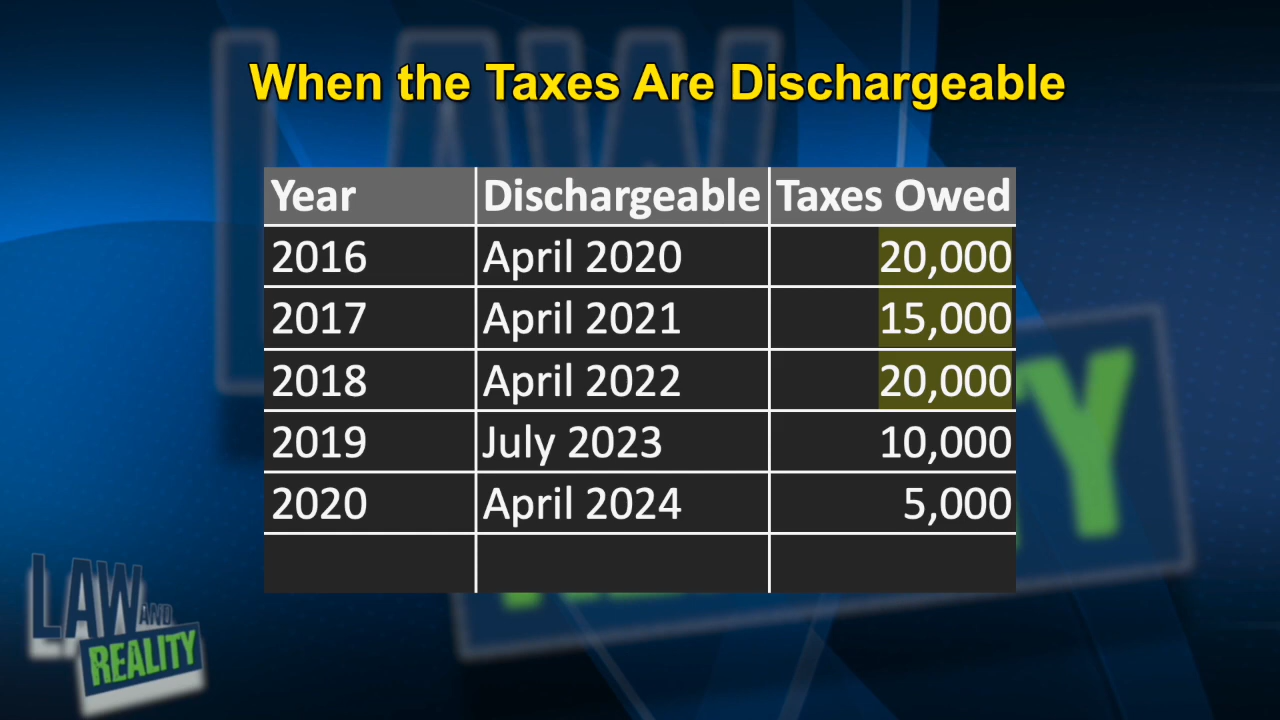 When the Taxes Are Dischargeable
Year Dischargeable Taxes Owed
2016 April 2020 20,000
2017 April 2021 15,000
2018 April 2022 20,000
2019 July 2023 10,000
2020 April 2024 5,000
LAW
AND
REALITY